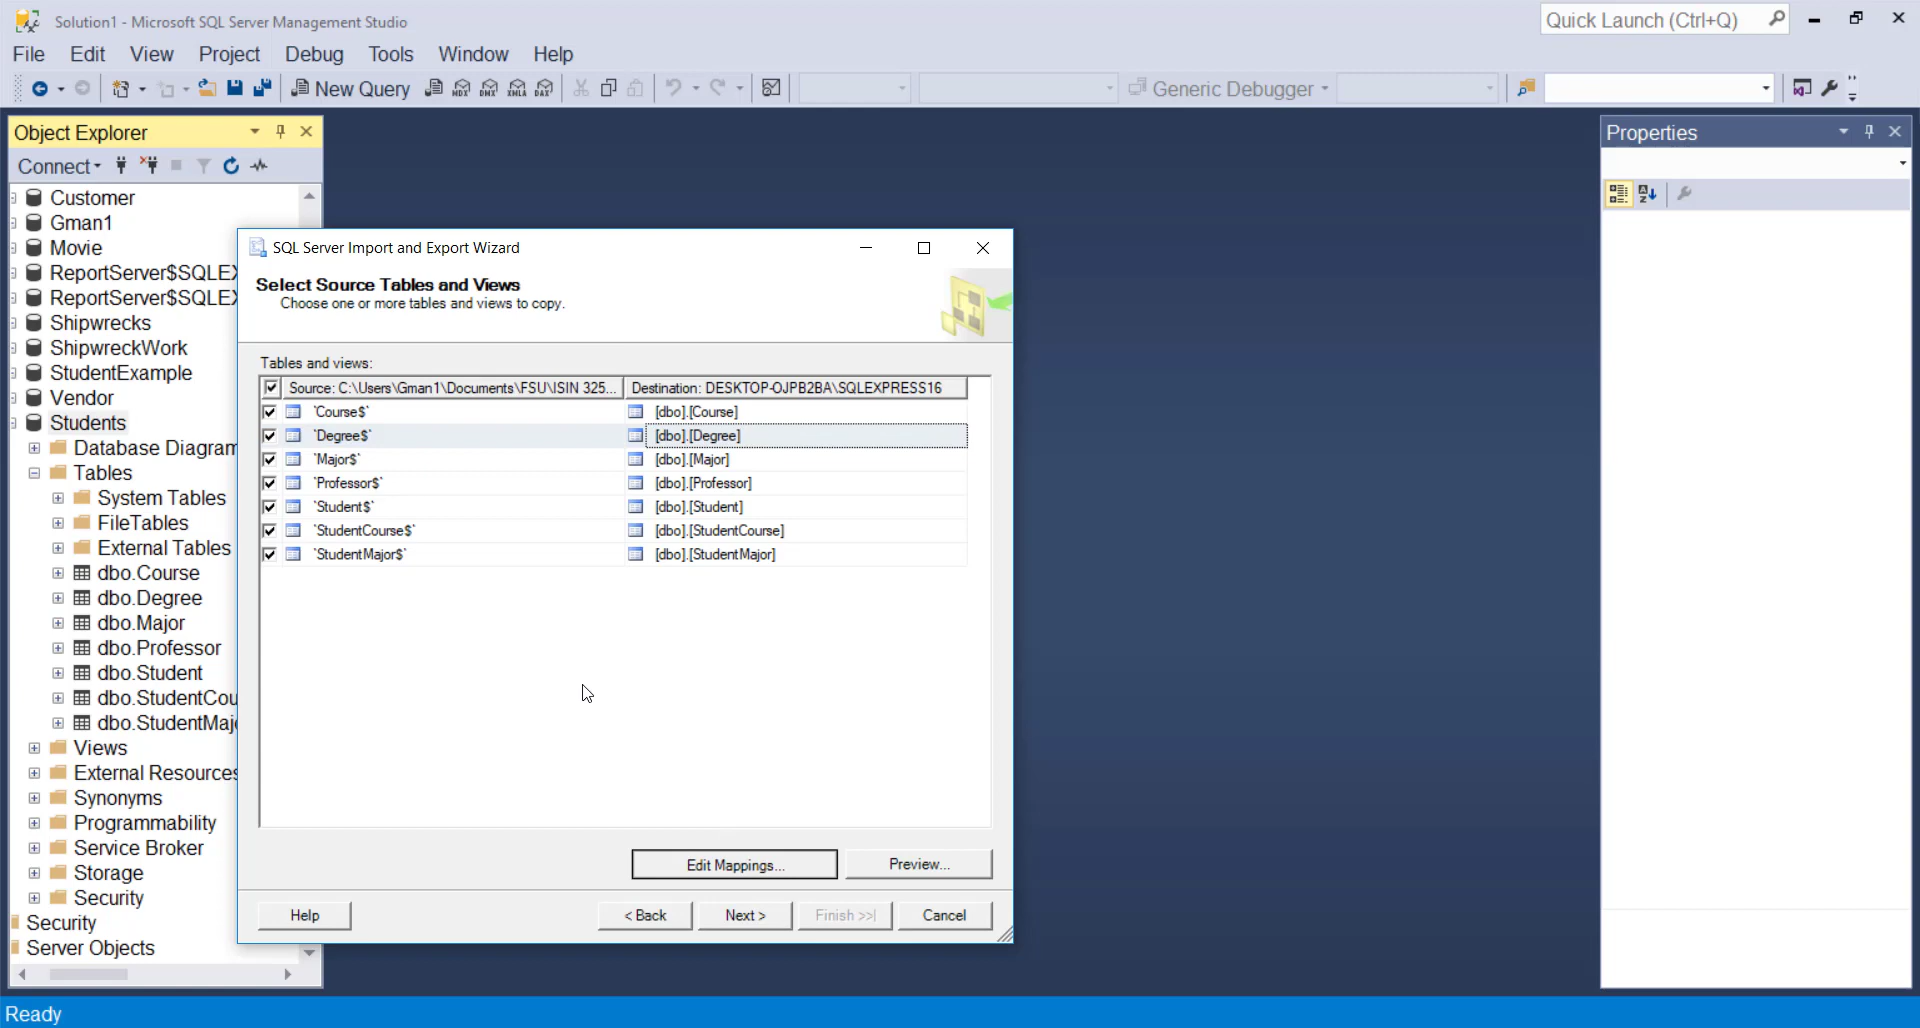 Solution1 - Microsoft SQL Server Management Studio
Quick Launch (Ctrl+Q)
File Edit View Project Debug Tools Window Help
New Query
MDX DMX XMLA DAX
Generic Debugger
Object Explorer
Connect
Customer
Gman1
Movie
ReportServer$SQLEX
ReportServer$SQLEX
Shipwrecks
ShipwreckWork
StudentExample
Vendor
Students
Database Diagram
Tables
System Tables
FileTables
External Tables
dbo.Course
dbo.Degree
dbo.Major
dbo.Professor
dbo.Student
dbo.StudentCou
dbo.StudentMaj
Views
External Resources
Synonyms
Programmability
Service Broker
Storage
Security
Security
Server Objects
SQL Server Import and Export Wizard
Select Source Tables and Views
Choose one or more tables and views to copy.
Tables and views:
Source: C:\Users\Gman1\Documents\FSU\ISIN 325... Destination: DESKTOP-OJPB2BA\SQLEXPRESS16
`Course$` [dbo].[Course]
`Degree$` [dbo].[Degree]
`Major$` [dbo].[Major]
`Professor$` [dbo].[Professor]
`Student$` [dbo].[Student]
`StudentCourse$` [dbo].[StudentCourse]
`StudentMajor$` [dbo].[StudentMajor]
Edit Mappings... Preview...
Help < Back Next > Finish >>| Cancel
Properties
Ready